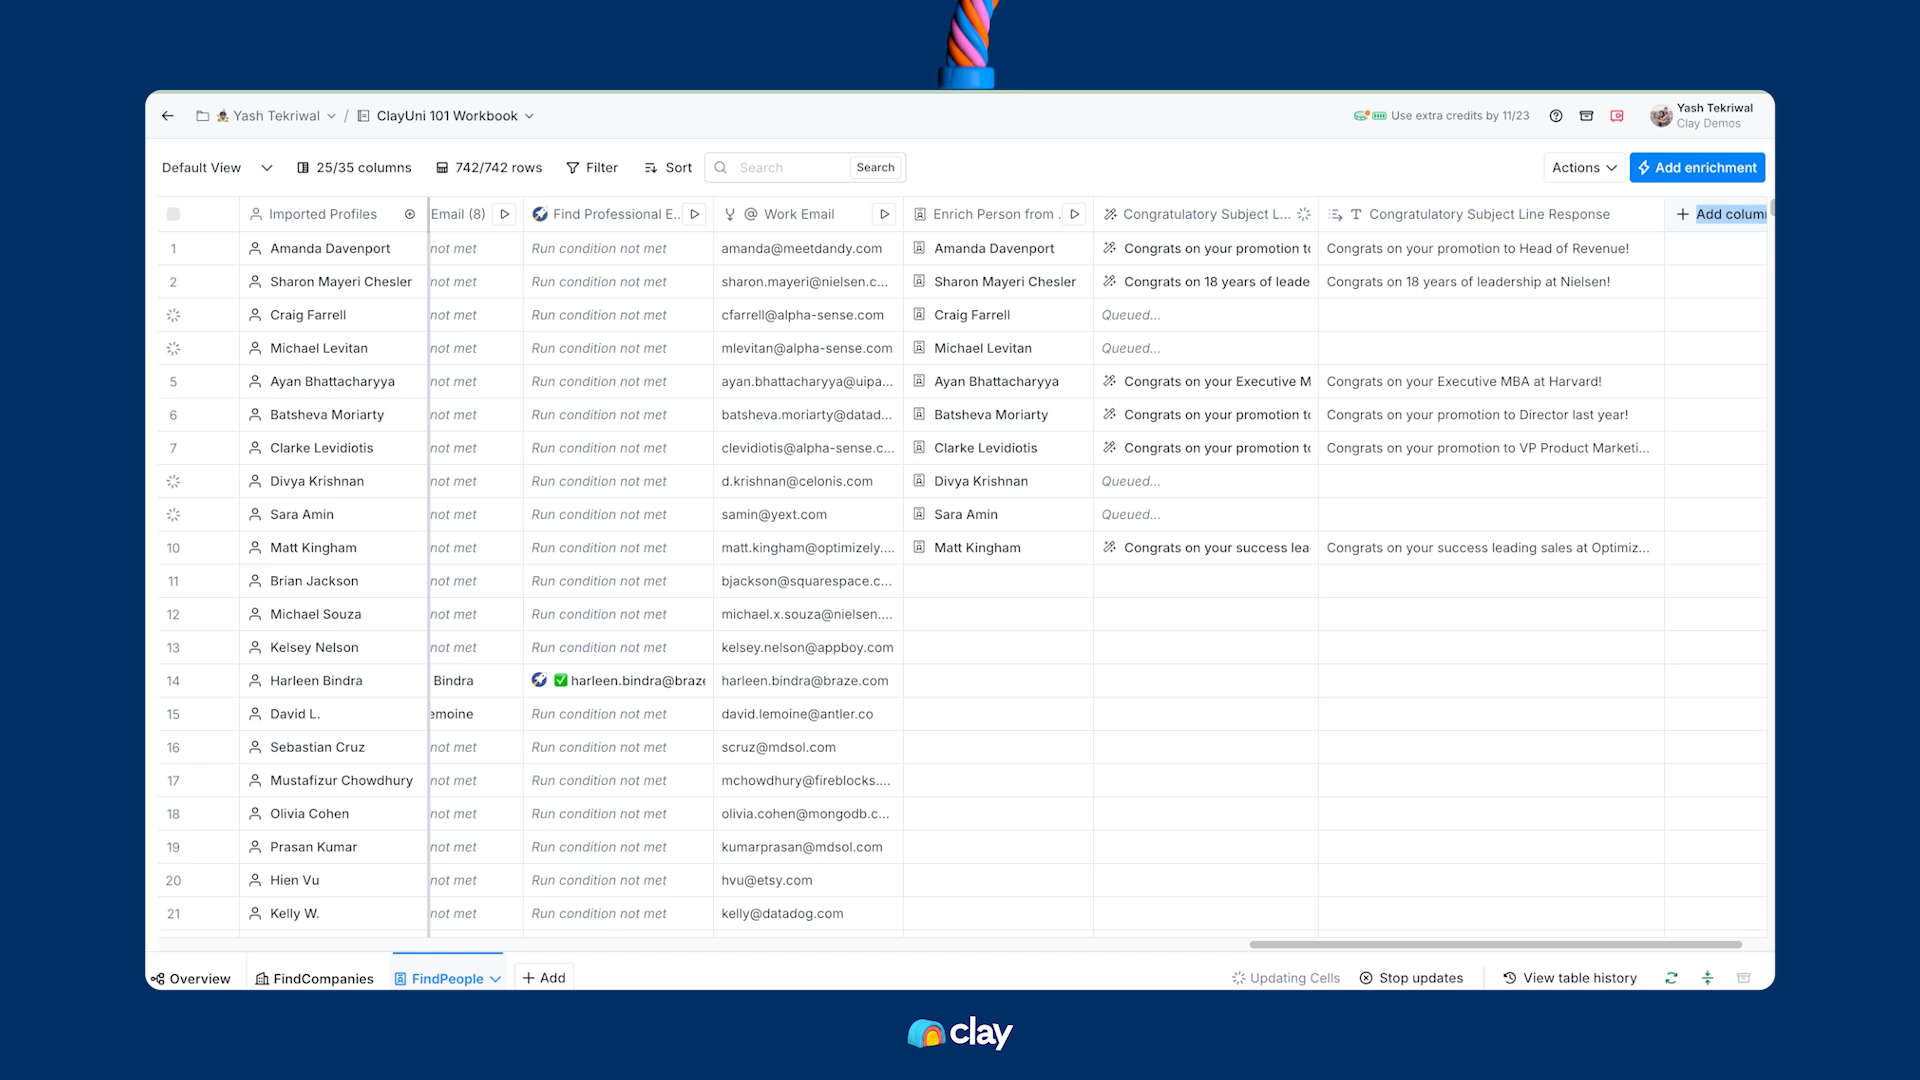 Yash Tekriwal / ClayUni 101 Workbook
Use extra credits by 11/23
Yash Tekriwal
Clay Demos
Default View 25/35 columns 742/742 rows Filter Sort Search Search Actions Add enrichment
Imported Profiles Email (8) Find Professional E... @ Work Email Enrich Person from ... Congratulatory Subject L... Congratulatory Subject Line Response + Add colum
1 Amanda Davenport not met Run condition not met amanda@meetdandy.com Amanda Davenport Congrats on your promotion to Congrats on your promotion to Head of Revenue!
2 Sharon Mayeri Chesler not met Run condition not met sharon.mayeri@nielsen.c... Sharon Mayeri Chesler Congrats on 18 years of leade Congrats on 18 years of leadership at Nielsen!
Craig Farrell not met Run condition not met cfarrell@alpha-sense.com Craig Farrell Queued...
Michael Levitan not met Run condition not met mlevitan@alpha-sense.com Michael Levitan Queued...
5 Ayan Bhattacharyya not met Run condition not met ayan.bhattacharyya@uipa... Ayan Bhattacharyya Congrats on your Executive M Congrats on your Executive MBA at Harvard!
6 Batsheva Moriarty not met Run condition not met batsheva.moriarty@datad... Batsheva Moriarty Congrats on your promotion to Congrats on your promotion to Director last year!
7 Clarke Levidiotis not met Run condition not met clevidiotis@alpha-sense.c... Clarke Levidiotis Congrats on your promotion to Congrats on your promotion to VP Product Marketi...
Divya Krishnan not met Run condition not met d.krishnan@celonis.com Divya Krishnan Queued...
Sara Amin not met Run condition not met samin@yext.com Sara Amin Queued...
10 Matt Kingham not met Run condition not met matt.kingham@optimizely.... Matt Kingham Congrats on your success lea Congrats on your success leading sales at Optimiz...
11 Brian Jackson not met Run condition not met bjackson@squarespace.c...
12 Michael Souza not met Run condition not met michael.x.souza@nielsen....
13 Kelsey Nelson not met Run condition not met kelsey.nelson@appboy.com
14 Harleen Bindra Bindra harleen.bindra@braze harleen.bindra@braze.com
15 David L. emoine Run condition not met david.lemoine@antler.co
16 Sebastian Cruz not met Run condition not met scruz@mdsol.com
17 Mustafizur Chowdhury not met Run condition not met mchowdhury@fireblocks....
18 Olivia Cohen not met Run condition not met olivia.cohen@mongodb.c...
19 Prasan Kumar not met Run condition not met kumarprasan@mdsol.com
20 Hien Vu not met Run condition not met hvu@etsy.com
21 Kelly W. not met Run condition not met kelly@datadog.com
Overview FindCompanies FindPeople + Add Updating Cells Stop updates View table history
clay